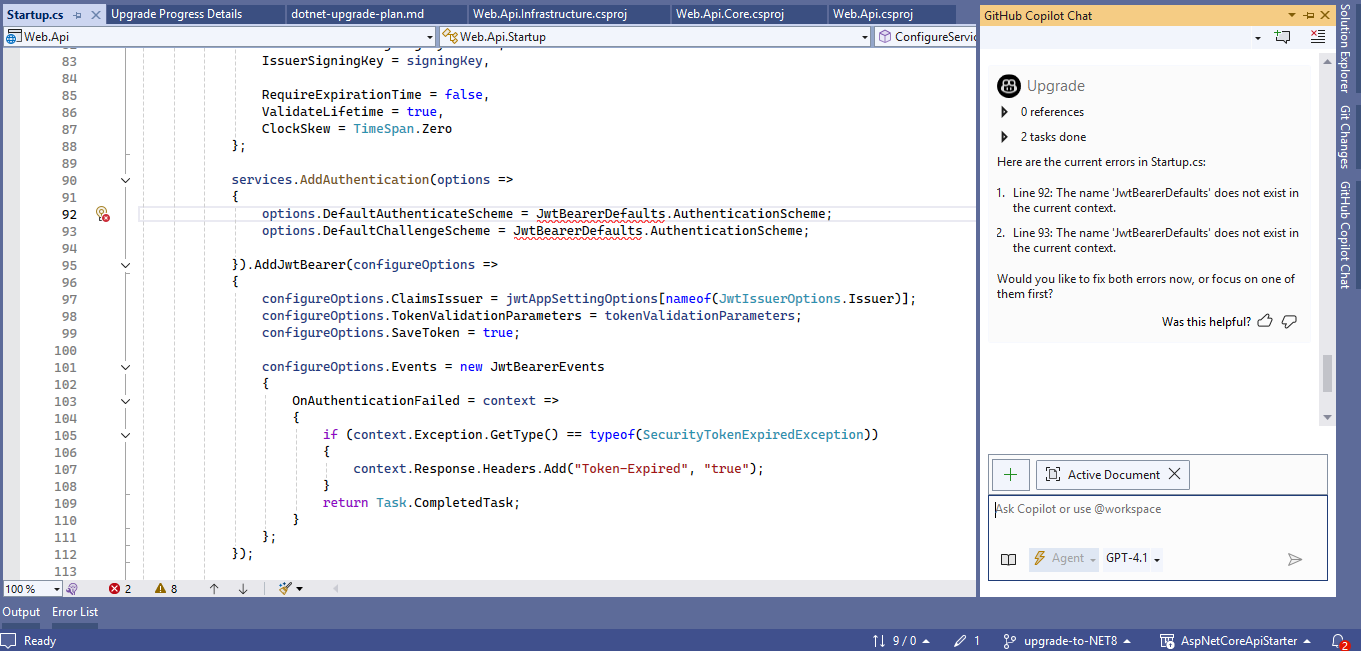 Startup.cs
Upgrade Progress Details
dotnet-upgrade-plan.md
Web.Api.Infrastructure.csproj
Web.Api.Core.csproj
Web.Api.csproj
Web.Api
Web.Api.Startup
ConfigureServic
83 IssuerSigningKey = signingKey,
84
85 RequireExpirationTime = false,
86 ValidateLifetime = true,
87 ClockSkew = TimeSpan.Zero
88 };
89
90 services.AddAuthentication(options =>
91 {
92 options.DefaultAuthenticateScheme = JwtBearerDefaults.AuthenticationScheme;
93 options.DefaultChallengeScheme = JwtBearerDefaults.AuthenticationScheme;
94
95 }).AddJwtBearer(configureOptions =>
96 {
97 configureOptions.ClaimsIssuer = jwtAppSettingOptions[nameof(JwtIssuerOptions.Issuer)];
98 configureOptions.TokenValidationParameters = tokenValidationParameters;
99 configureOptions.SaveToken = true;
100
101 configureOptions.Events = new JwtBearerEvents
102 {
103 OnAuthenticationFailed = context =>
104 {
105 if (context.Exception.GetType() == typeof(SecurityTokenExpiredException))
106 {
107 context.Response.Headers.Add("Token-Expired", "true");
108 }
109 return Task.CompletedTask;
110 }
111 };
112 });
113
100 %
2
8
Output
Error List
Ready
9 / 0
1
upgrade-to-NET8
AspNetCoreApiStarter
2
GitHub Copilot Chat
Upgrade
0 references
2 tasks done
Here are the current errors in Startup.cs:
1. Line 92: The name 'JwtBearerDefaults' does not exist in
the current context.
2. Line 93: The name 'JwtBearerDefaults' does not exist in
the current context.
Would you like to fix both errors now, or focus on one of
them first?
Was this helpful?
Active Document
Ask Copilot or use @workspace
Agent
GPT-4.1
Solution Explorer
Git Changes
GitHub Copilot Chat